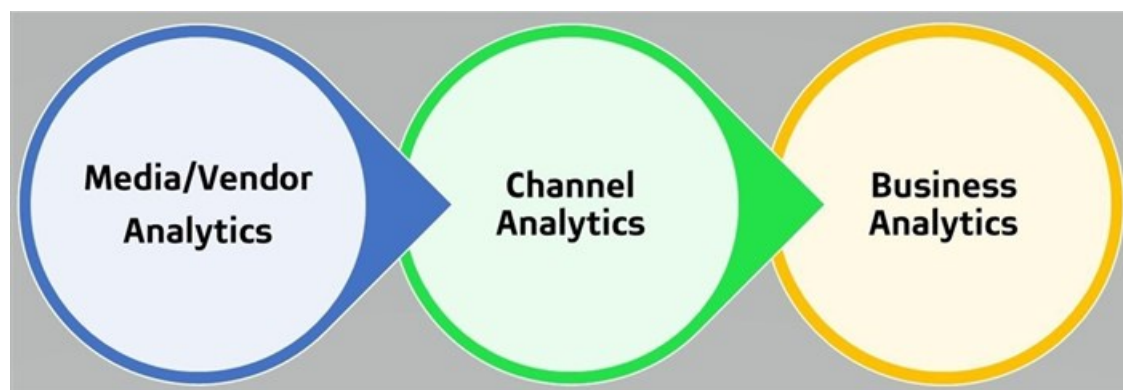 Media/Vendor
Analytics
Channel
Analytics
Business
Analytics